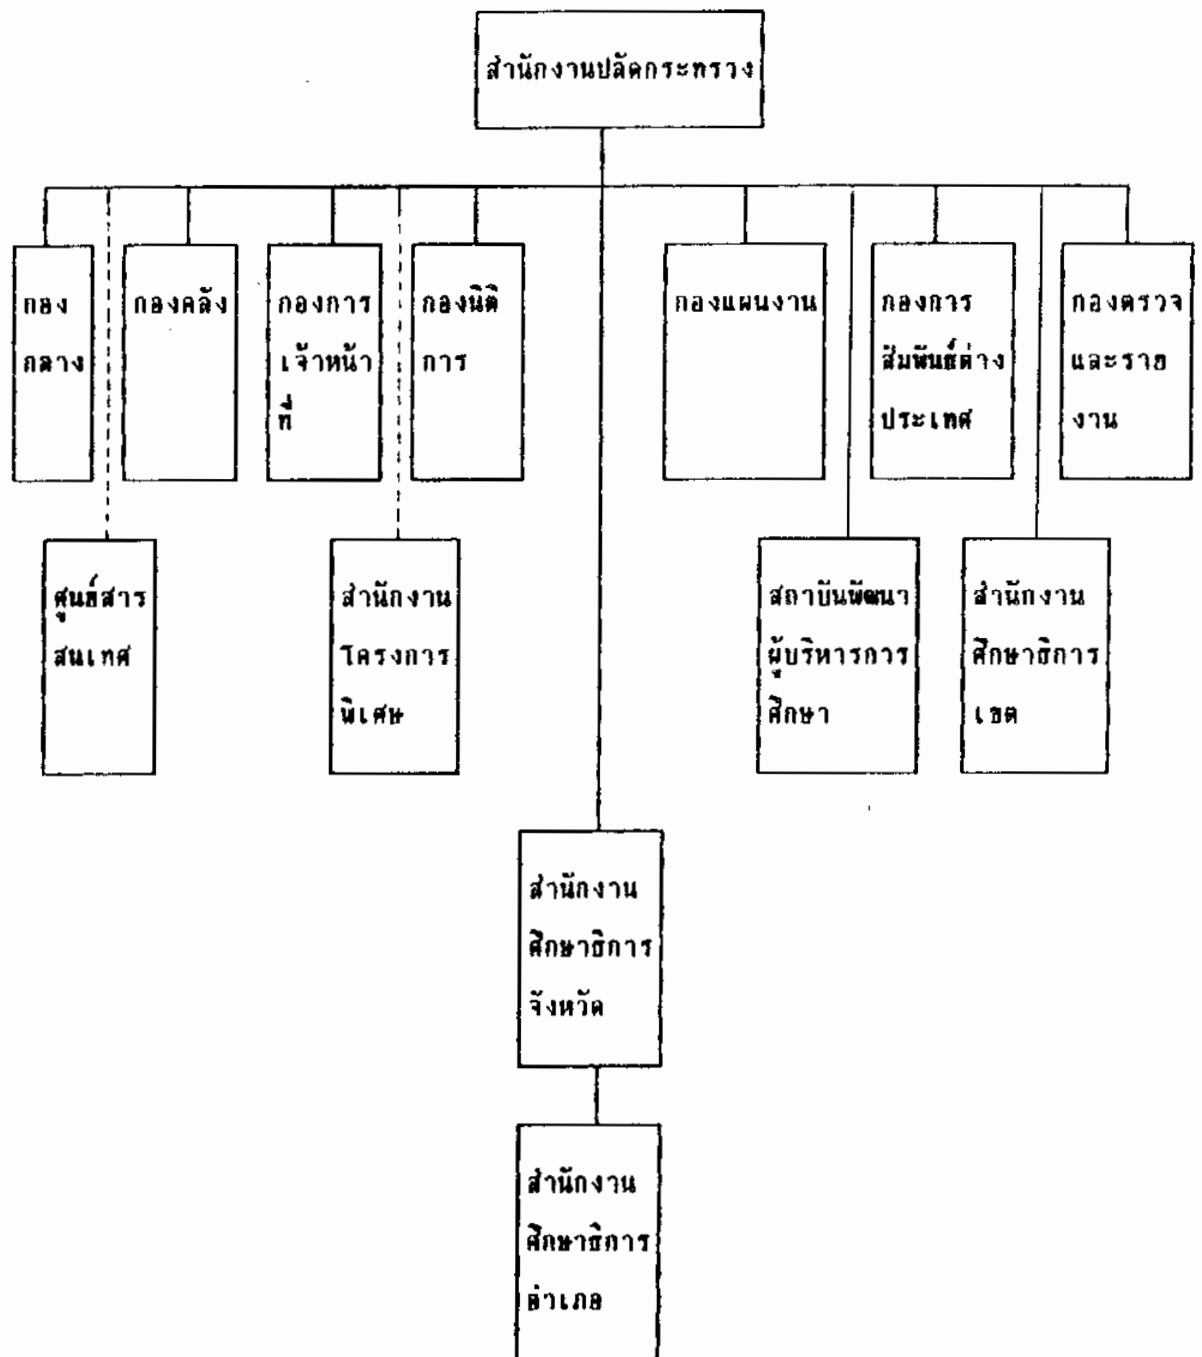 สำนักงานปลัดกระทรวง
กอง
กลาง
กองคลัง
กองการ
เจ้าหน้า
ที่
กองนิติ
การ
กองแผนงาน
กองการ
สัมพันธ์ต่าง
ประเทศ
กองตรวจ
และราย
งาน
ศูนย์สาร
สนเทศ
สำนักงาน
โครงการ
พิเศษ
สถาบันพัฒนา
ผู้บริหารการ
ศึกษา
สำนักงาน
ศึกษาธิการ
เขต
สำนักงาน
ศึกษาธิการ
จังหวัด
สำนักงาน
ศึกษาธิการ
อำเภอ